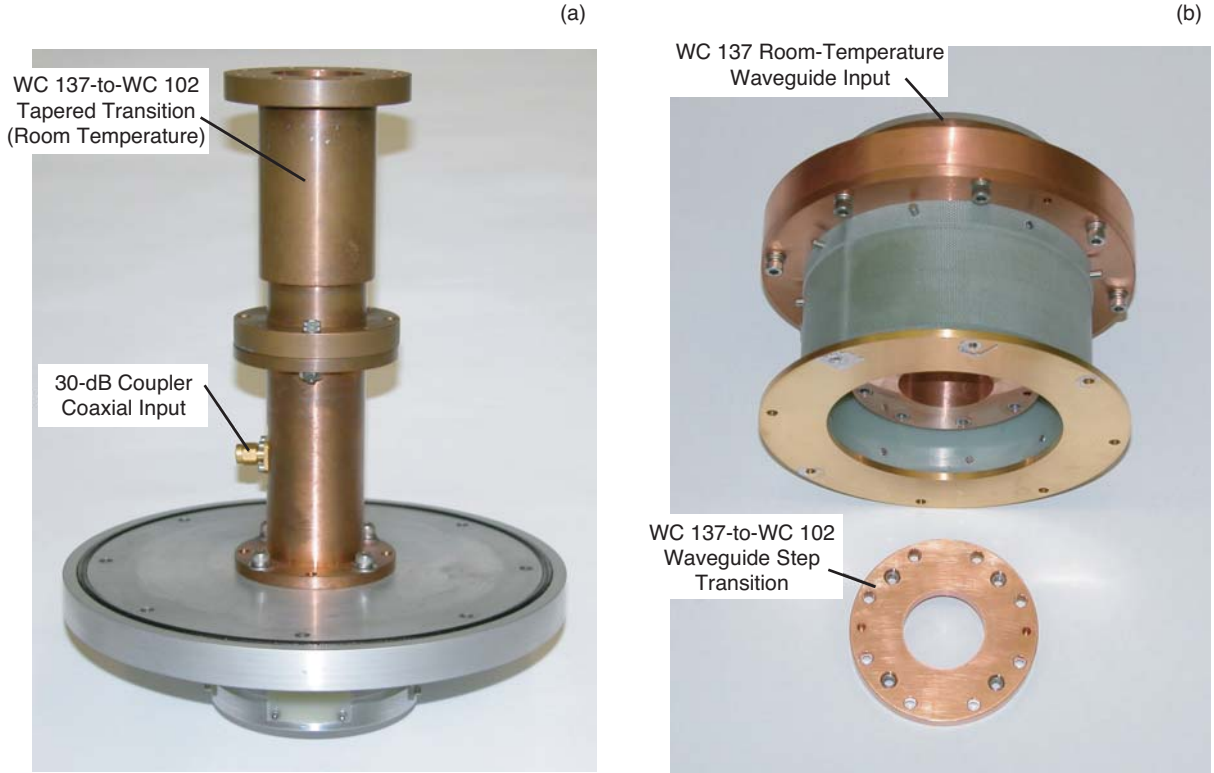 (a)
WC 137-to-WC 102
Tapered Transition
(Room Temperature)
30-dB Coupler
Coaxial Input
(b)
WC 137 Room-Temperature
Waveguide Input
WC 137-to-WC 102
Waveguide Step
Transition